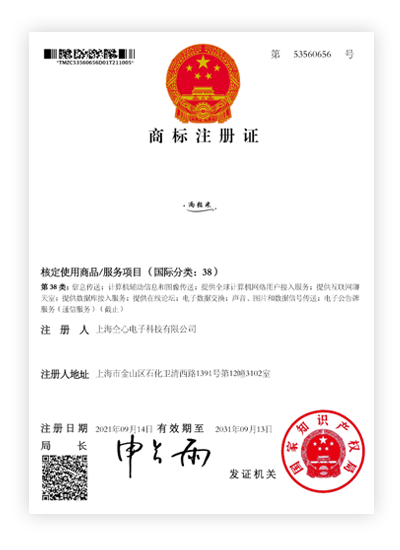 *TMZC53560656D01T211005*
第 53560656 号
商标注册证
核定使用商品/服务项目（国际分类：38）
第38类：信息传送；计算机辅助信息和图像传送；提供全球计算机网络用户接入服务；提供互联网聊
天室；提供数据库接入服务；提供在线论坛；电子数据交换；声音、图片和数据信号传送；电子公告牌
服务（通信服务）（截止）
注册人 上海仝心电子科技有限公司
注册人地址 上海市金山区石化卫清西路1391号第12幢3102室
注册日期 2021年09月14日 有效期至 2031年09月13日
局长 申长雨
发证机关
国家知识产权局